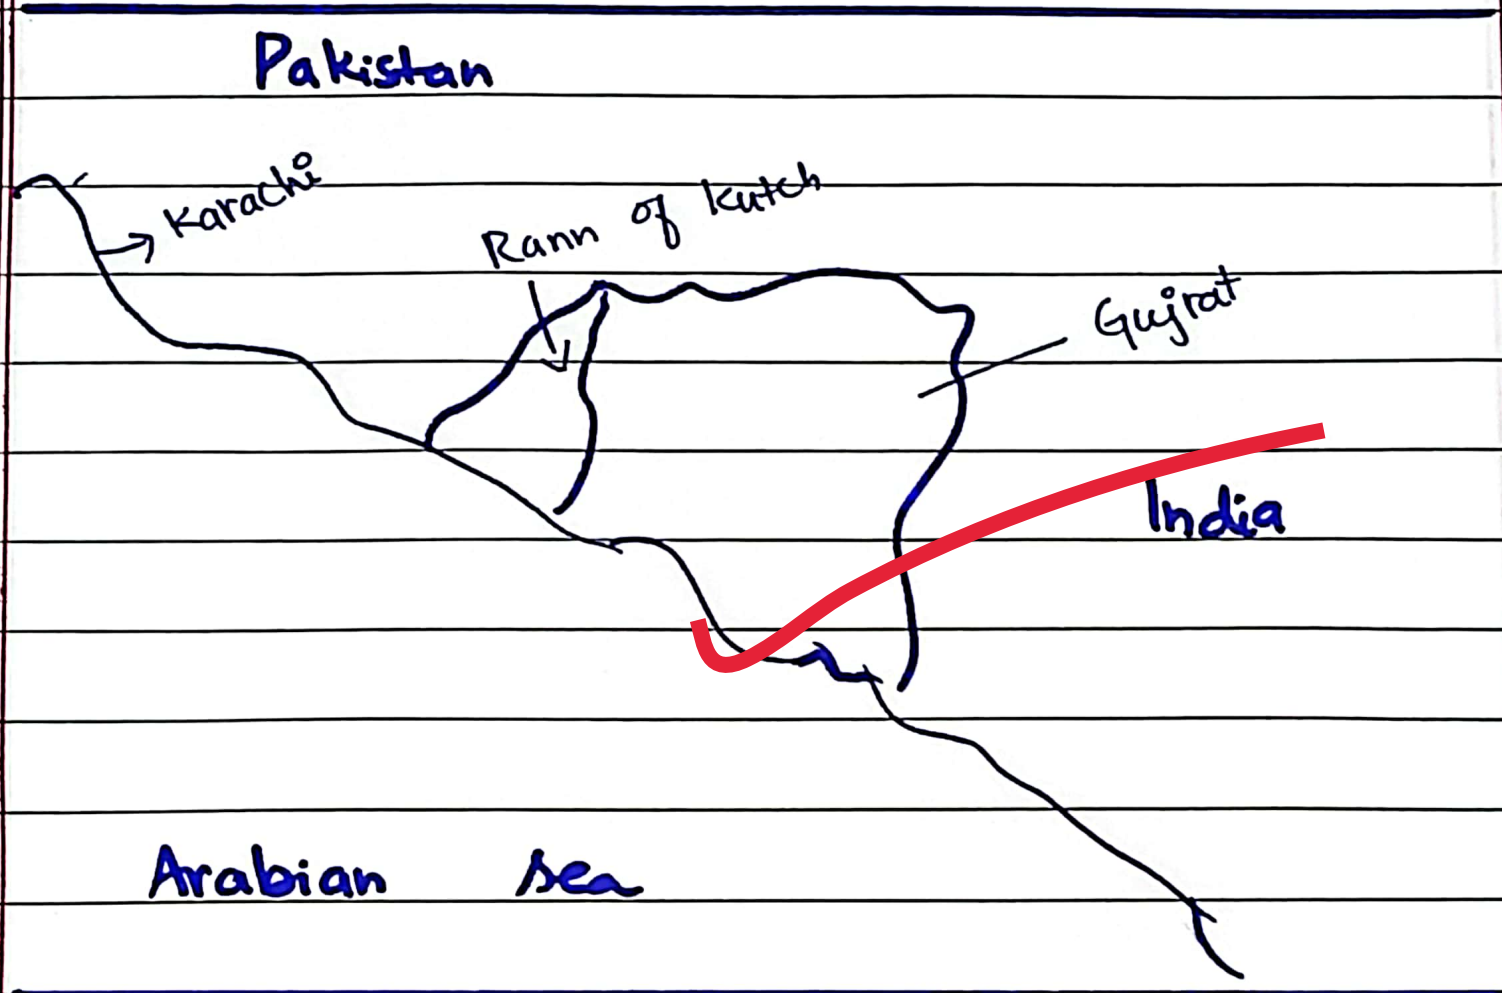 Pakistan
Karachi
Rann of Kutch
Gujrat
India
Arabian sea